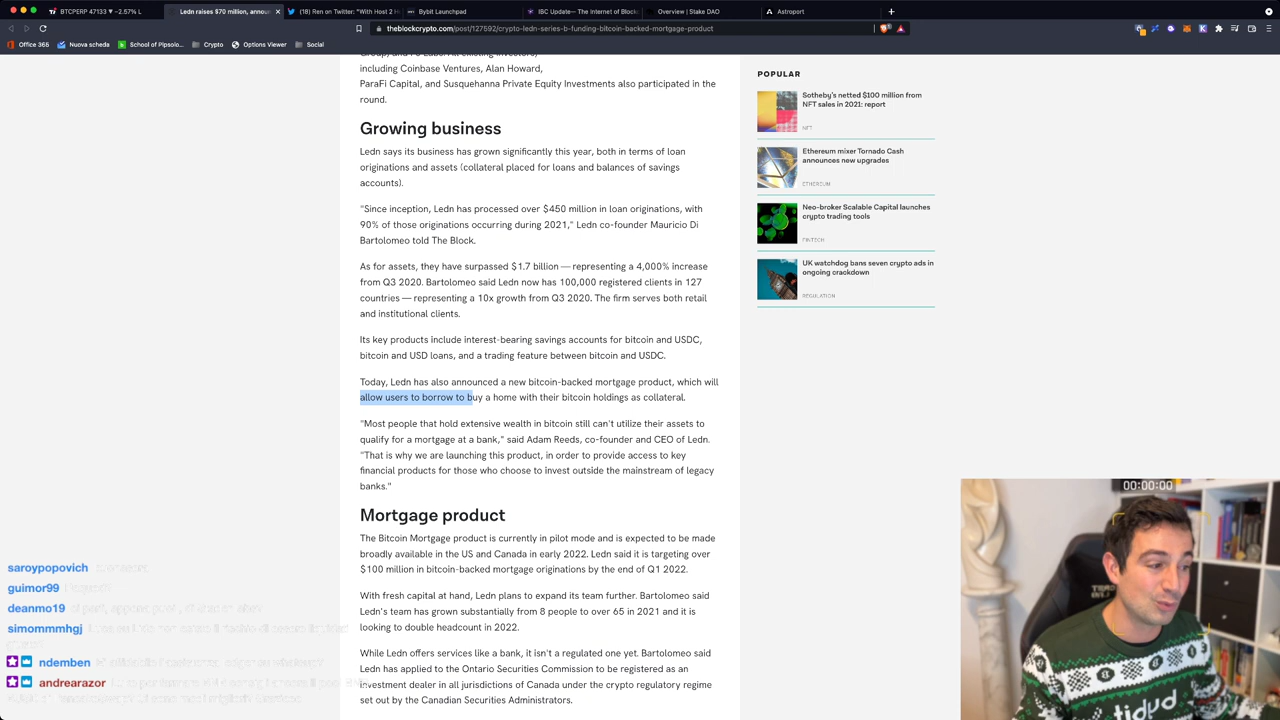 BTCPERP 47133 ▼ −2.57% L
Ledn raises $70 million, announ
(18) Ren on Twitter: "With Host 2 H
Bybit Launchpad
IBC Update— The Internet of Block
Overview | Stake DAO
Astroport
theblockcrypto.com/post/127692/crypto-ledn-series-b-funding-bitcoin-backed-mortgage-product
Office 365
Nuova scheda
School of Pipsolo...
Crypto
Options Viewer
Social
including Coinbase Ventures, Alan Howard,
ParaFi Capital, and Susquehanna Private Equity Investments also participated in the
round.
Growing business
Ledn says its business has grown significantly this year, both in terms of loan
originations and assets (collateral placed for loans and balances of savings
accounts).
"Since inception, Ledn has processed over $450 million in loan originations, with
90% of those originations occurring during 2021," Ledn co-founder Mauricio Di
Bartolomeo told The Block.
As for assets, they have surpassed $1.7 billion — representing a 4,000% increase
from Q3 2020. Bartolomeo said Ledn now has 100,000 registered clients in 127
countries — representing a 10x growth from Q3 2020. The firm serves both retail
and institutional clients.
Its key products include interest-bearing savings accounts for bitcoin and USDC,
bitcoin and USD loans, and a trading feature between bitcoin and USDC.
Today, Ledn has also announced a new bitcoin-backed mortgage product, which will
allow users to borrow to buy a home with their bitcoin holdings as collateral.
"Most people that hold extensive wealth in bitcoin still can't utilize their assets to
qualify for a mortgage at a bank," said Adam Reeds, co-founder and CEO of Ledn.
"That is why we are launching this product, in order to provide access to key
financial products for those who choose to invest outside the mainstream of legacy
banks."
Mortgage product
The Bitcoin Mortgage product is currently in pilot mode and is expected to be made
broadly available in the US and Canada in early 2022. Ledn said it is targeting over
$100 million in bitcoin-backed mortgage originations by the end of Q1 2022.
With fresh capital at hand, Ledn plans to expand its team further. Bartolomeo said
Ledn's team has grown substantially from 8 people to over 65 in 2021 and it is
looking to double headcount in 2022.
While Ledn offers services like a bank, it isn't a regulated one yet. Bartolomeo said
Ledn has applied to the Ontario Securities Commission to be registered as an
investment dealer in all jurisdictions of Canada under the crypto regulatory regime
set out by the Canadian Securities Administrators.
POPULAR
Sotheby's netted $100 million from
NFT sales in 2021: report
NFT
Ethereum mixer Tornado Cash
announces new upgrades
ETHEREUM
Neo-broker Scalable Capital launches
crypto trading tools
FINTECH
UK watchdog bans seven crypto ads in
ongoing crackdown
REGULATION
00:00:00
saroypopovich
guimor99
deanmo19
simommmhgj
ndemben
andrearazor